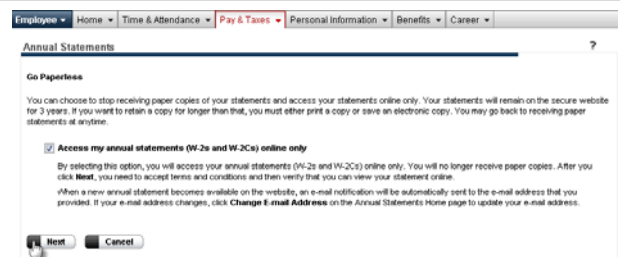 Employee Home Time & Attendance Pay & Taxes Personal Information Benefits Career
Annual Statements ?
Go Paperless
You can choose to stop receiving paper copies of your statements and access your statements online only. Your statements will remain on the secure website
for 3 years. If you want to retain a copy for longer than that, you must either print a copy or save an electronic copy. You may go back to receiving paper
statements at anytime.
Access my annual statements (W-2s and W-2Cs) online only
By selecting this option, you will access your annual statements (W-2s and W-2Cs) online only. You will no longer receive paper copies. After you
click Next, you need to accept terms and conditions and then verify that you can view your statement online.
When a new annual statement becomes available on the website, an e-mail notification will be automatically sent to the e-mail address that you
provided. If your e-mail address changes, click Change E-mail Address on the Annual Statements Home page to update your e-mail address.
Next Cancel